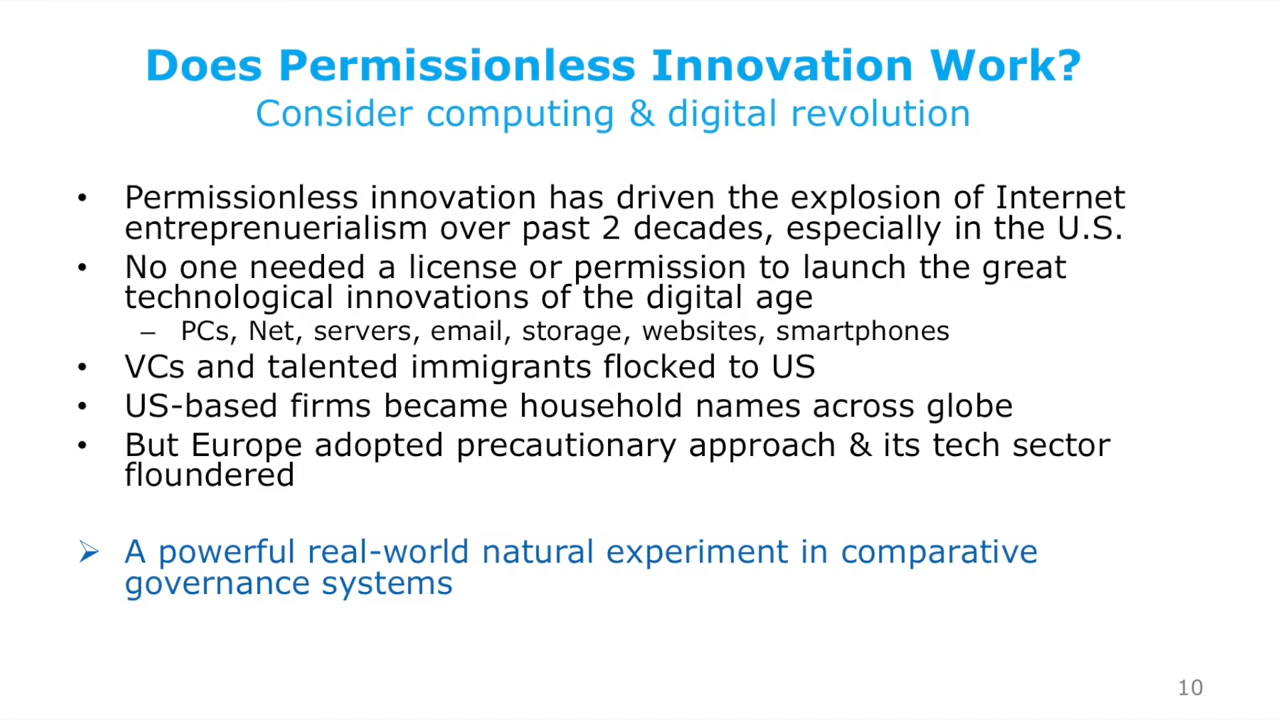 Does Permissionless Innovation Work?
Consider computing & digital revolution
• Permissionless innovation has driven the explosion of Internet
entreprenuerialism over past 2 decades, especially in the U.S.
• No one needed a license or permission to launch the great
technological innovations of the digital age
– PCs, Net, servers, email, storage, websites, smartphones
• VCs and talented immigrants flocked to US
• US-based firms became household names across globe
• But Europe adopted precautionary approach & its tech sector
floundered
➢ A powerful real-world natural experiment in comparative
governance systems
10